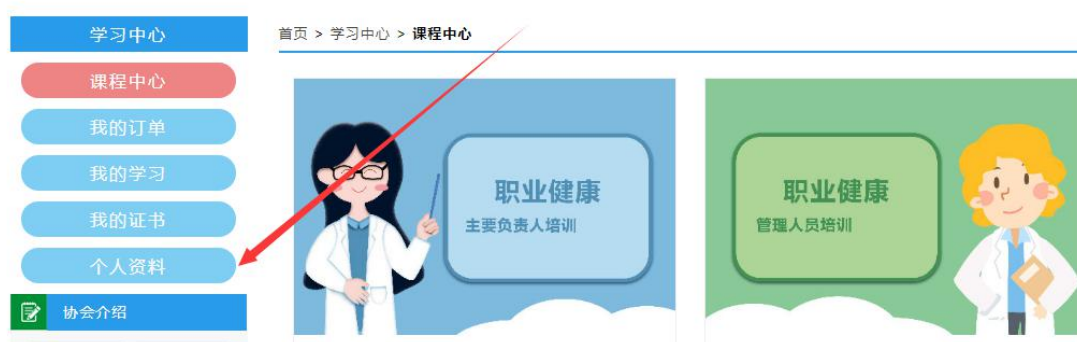 学习中心
课程中心
我的订单
我的学习
我的证书
个人资料
协会介绍
首页 > 学习中心 > 课程中心
职业健康
主要负责人培训
职业健康
管理人员培训